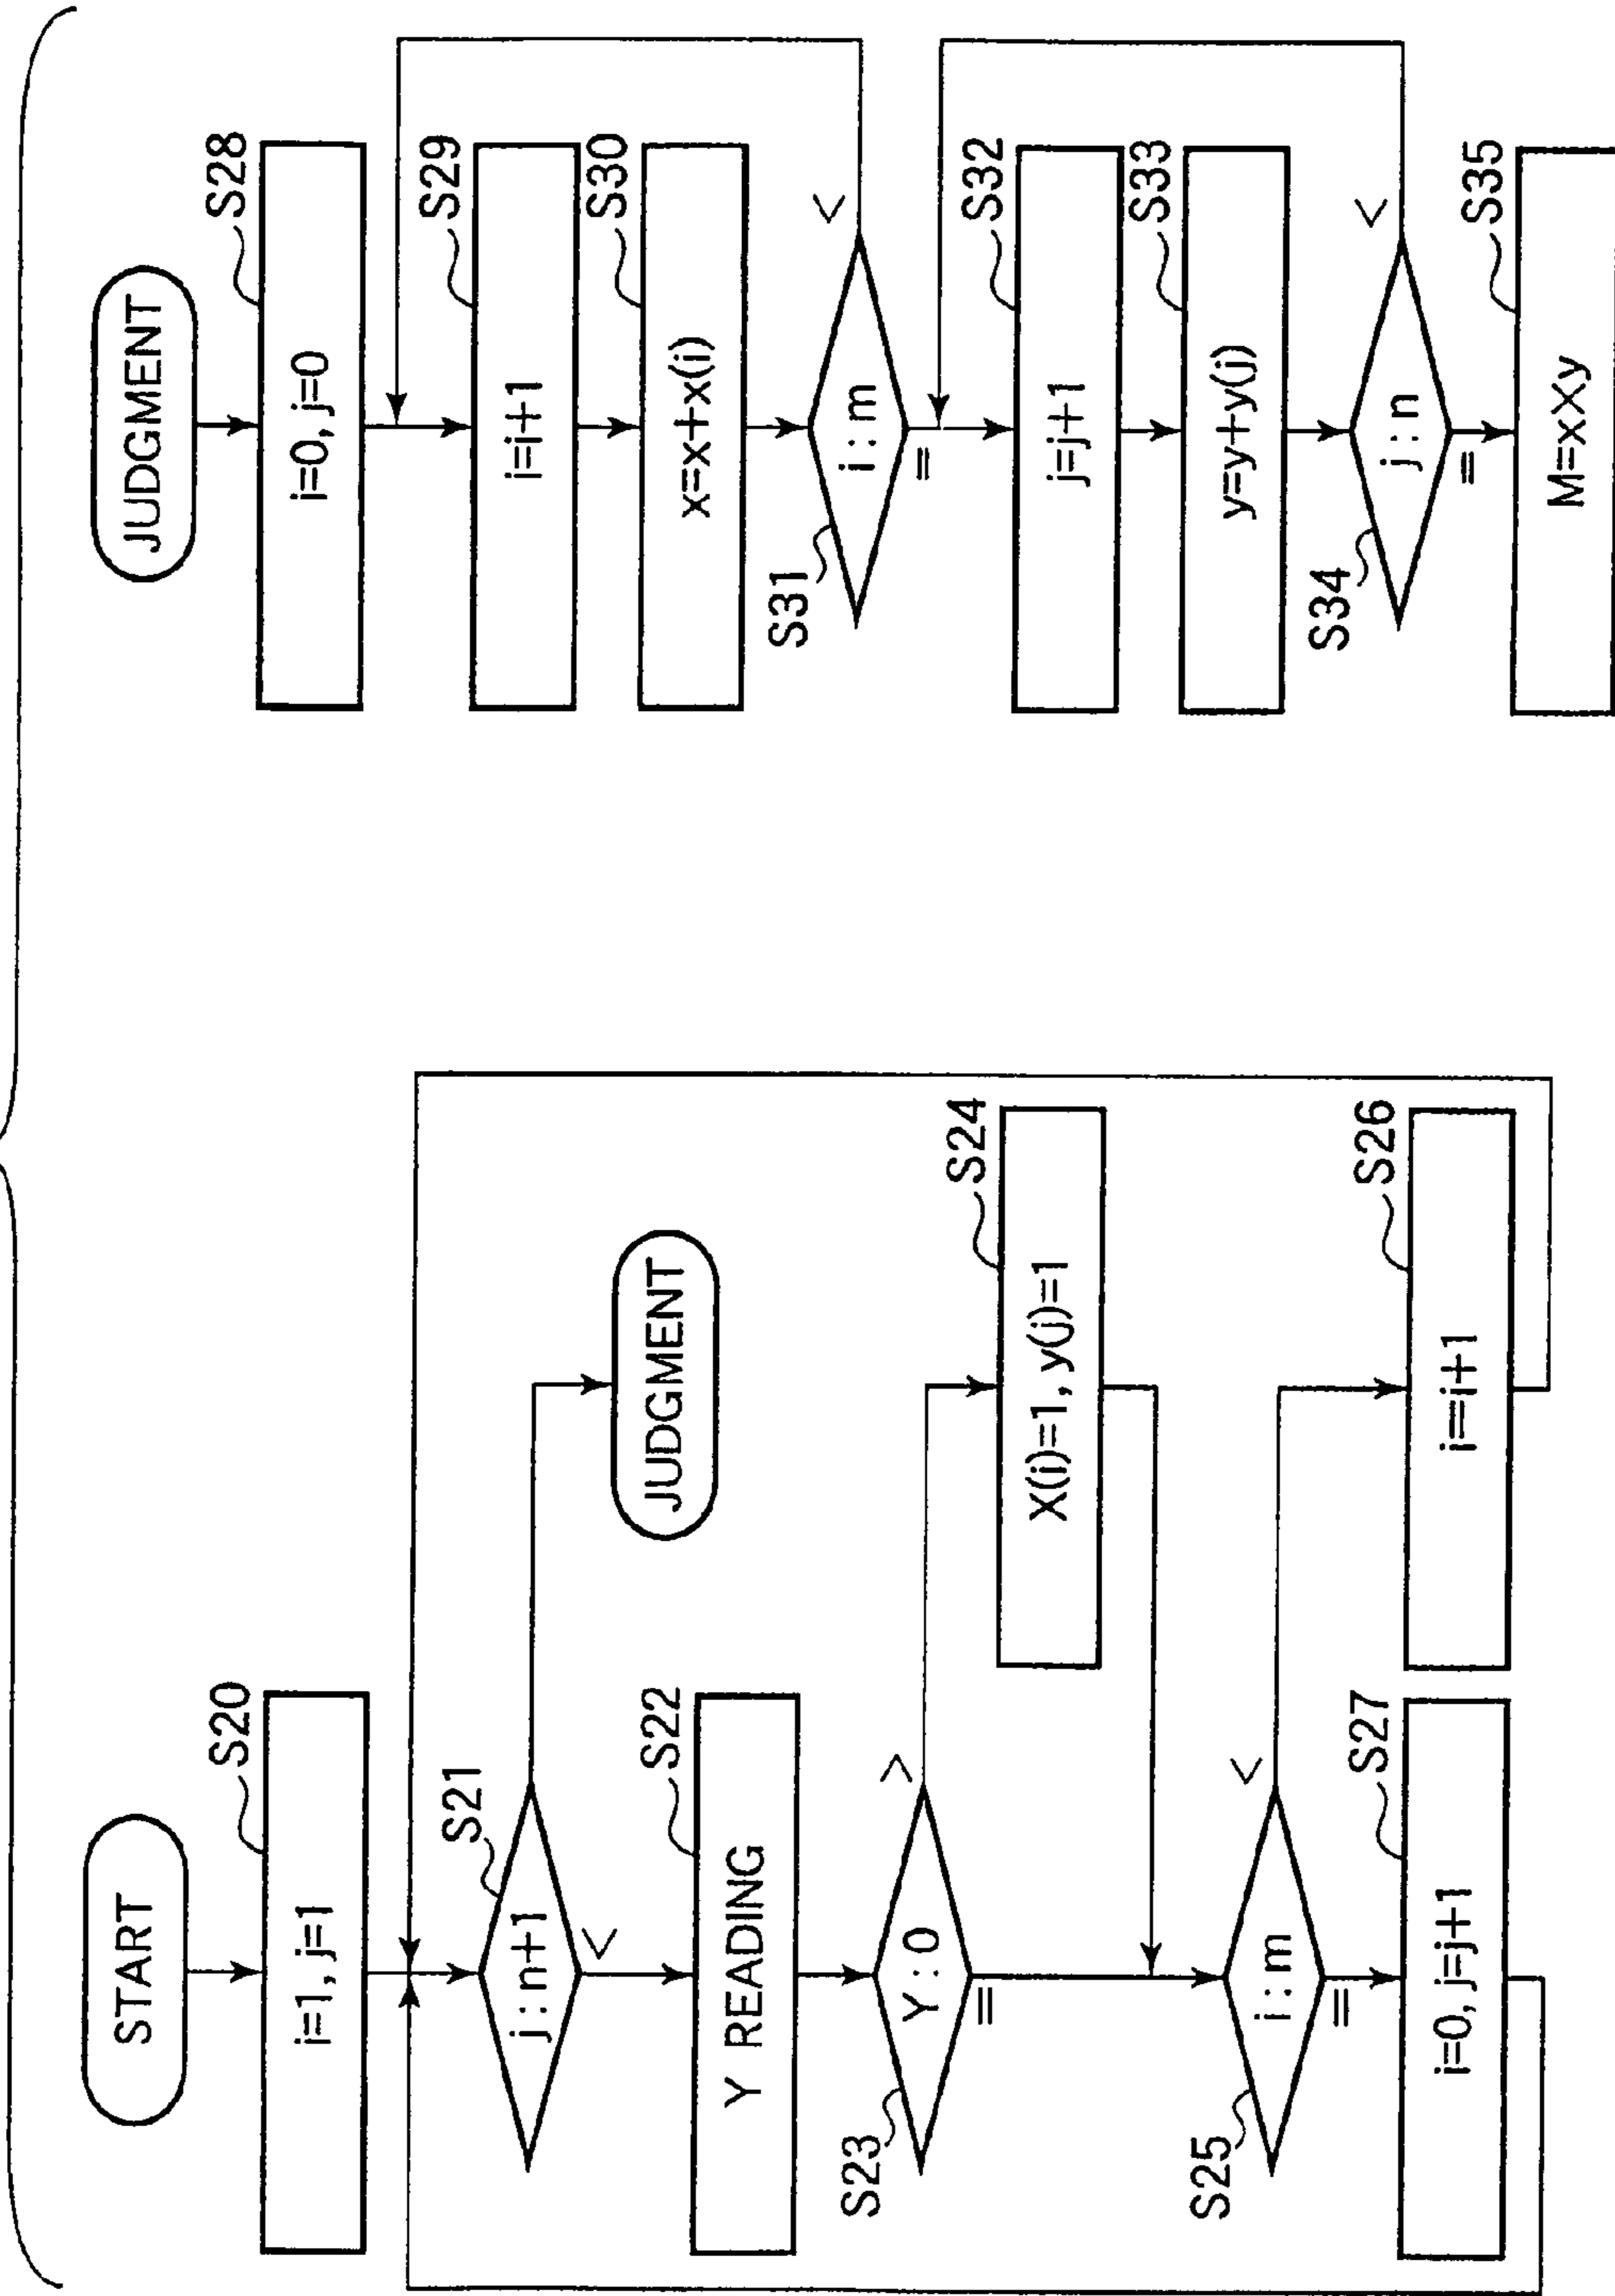 START
S20
i=1, j=1
S21
j : n+1
<
JUDGMENT
S22
Y READING
S23
Y : 0
>
=
S24
X(i)=1, y(j)=1
S25
i : m
<
=
S26
i=i+1
S27
i=0, j=j+1
JUDGMENT
S28
i=0, j=0
S29
i=i+1
S30
x=x+x(i)
S31
i : m
<
=
S32
j=j+1
S33
y=y+y(j)
S34
j : n
<
=
S35
M=x×y